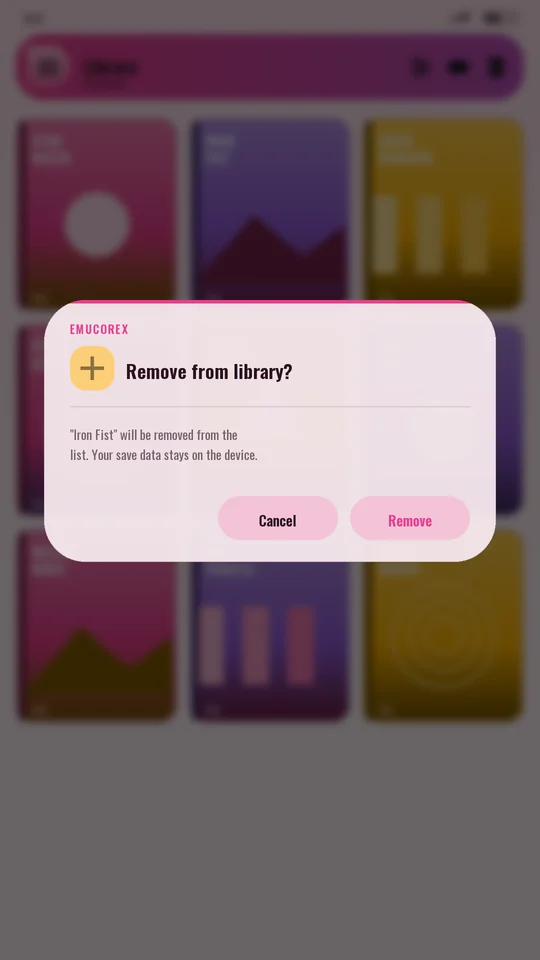 EMUCOREX
Remove from library?
"Iron Fist" will be removed from the
list. Your save data stays on the device.
Cancel
Remove